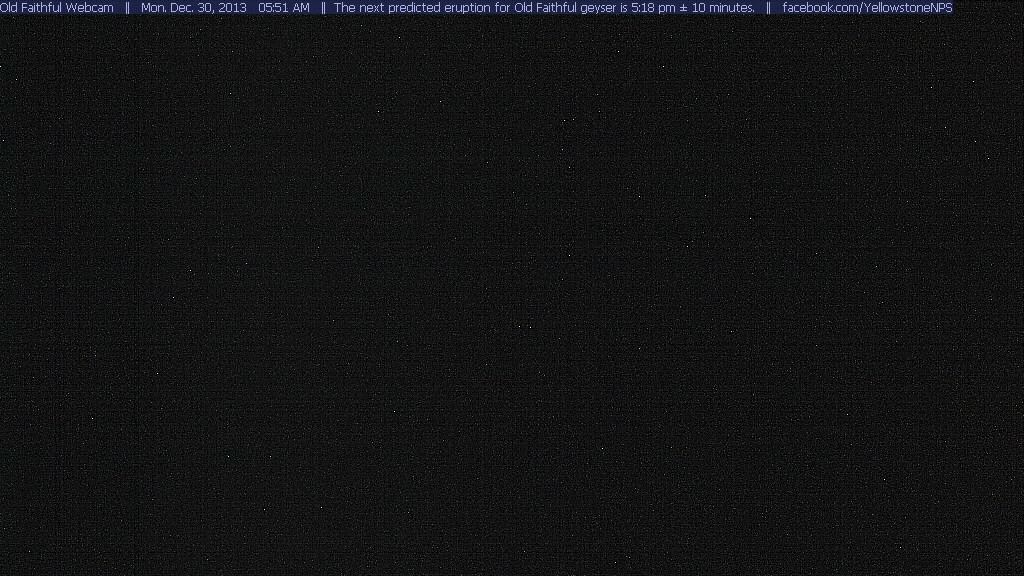 Old Faithful Webcam || Mon. Dec. 30, 2013 05:51 AM || The next predicted eruption for Old Faithful geyser is 5:18 pm ± 10 minutes. || facebook.com/YellowstoneNPS